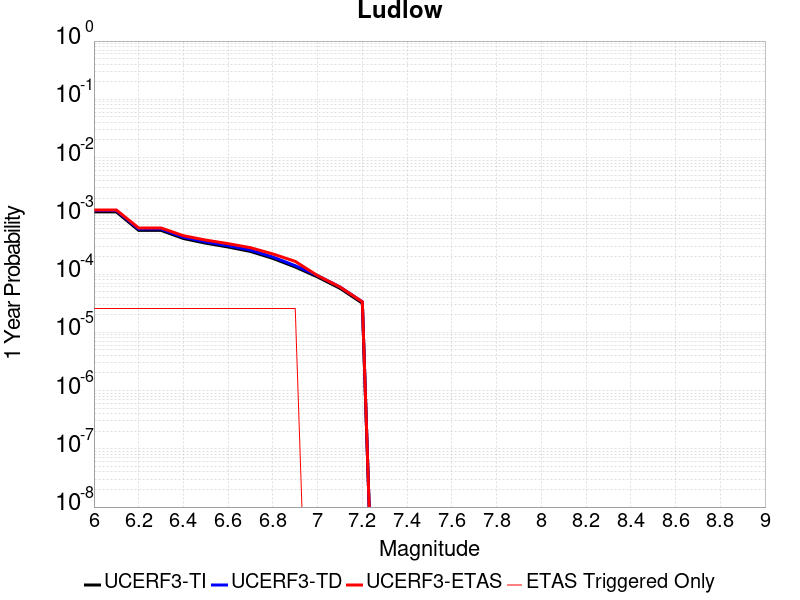 Ludlow
10^0
10^-1
10^-2
10^-3
10^-4
10^-5
10^-6
10^-7
10^-8
1 Year Probability
6 6.2 6.4 6.6 6.8 7 7.2 7.4 7.6 7.8 8 8.2 8.4 8.6 8.8 9
Magnitude
UCERF3-TI UCERF3-TD UCERF3-ETAS ETAS Triggered Only